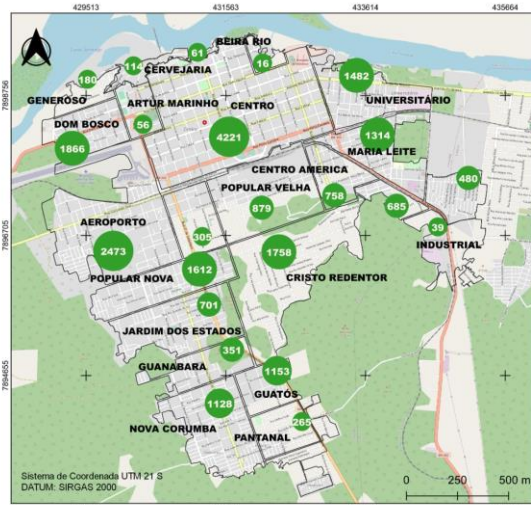 429513 431563 433614 435664
7898756
7896705
7894655
BEIRA RIO
61
16
114
CERVEJARIA
180
1482
GENEROSO
ARTUR MARINHO
CENTRO
UNIVERSITÁRIO
DOM BOSCO
56
4221
1314
1866
MARIA LEITE
CENTRO AMERICA
480
POPULAR VELHA
758
685
879
AEROPORTO
39
305
INDUSTRIAL
2473
1758
1612
POPULAR NOVA
CRISTO REDENTOR
701
JARDIM DOS ESTADOS
351
GUANABARA
1153
GUATÓS
1128
265
NOVA CORUMBA
PANTANAL
Sistema de Coordenada UTM 21 S
DATUM: SIRGAS 2000
0 250 500 m